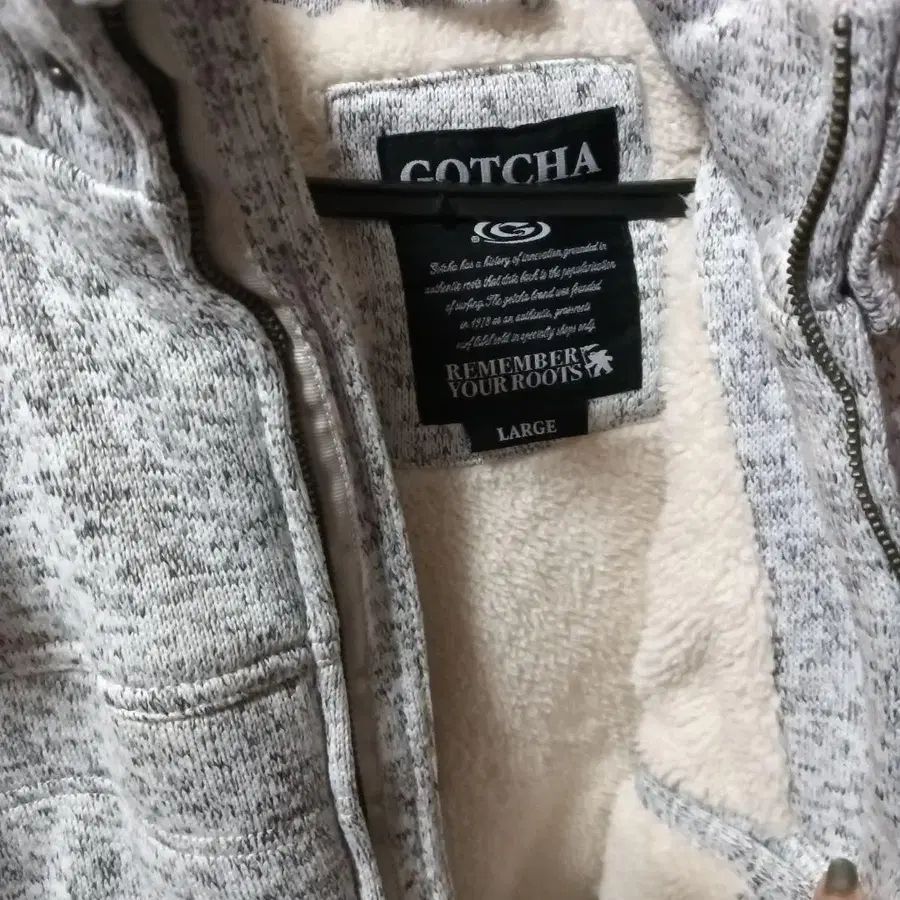 GOTCHA
G
®
Gotcha has a history of innovation, grounded in
authentic roots that date back to the popularization
of surfing. The gotcha brand was founded
in 1978 as an authentic, grassroots
surf label sold in specialty shops only.
REMEMBER
YOUR ROOTS
LARGE